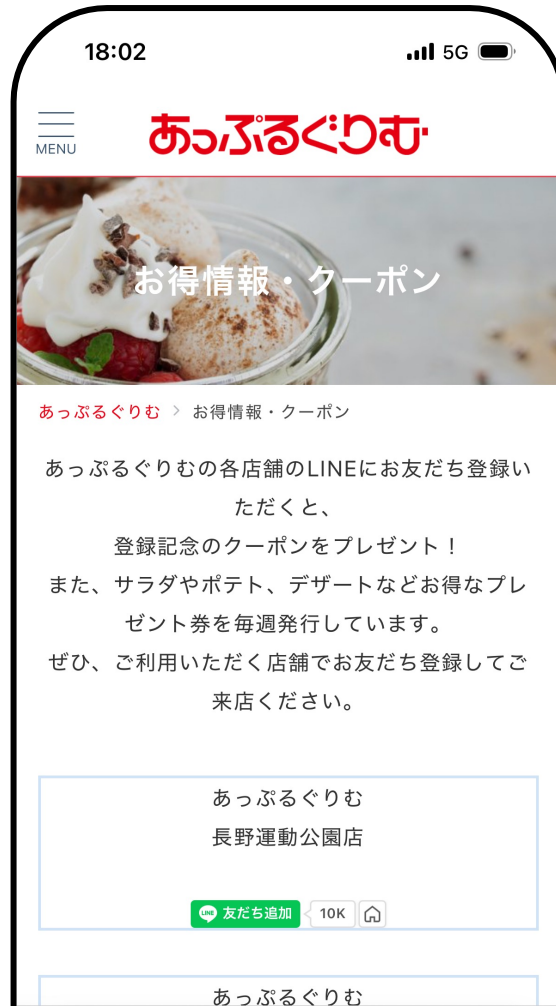 18:02
5G
MENU
あっぷるぐりむ
お得情報・クーポン
あっぷるぐりむ > お得情報・クーポン
あっぷるぐりむの各店舗のLINEにお友だち登録い
ただくと、
登録記念のクーポンをプレゼント！
また、サラダやポテト、デザートなどお得なプレ
ゼント券を毎週発行しています。
ぜひ、ご利用いただく店舗でお友だち登録してご
来店ください。
あっぷるぐりむ
長野運動公園店
LINE 友だち追加 10K
あっぷるぐりむ